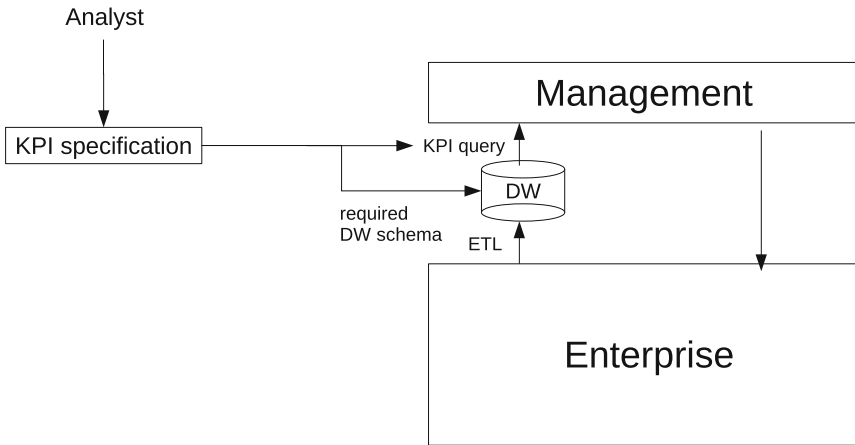 Analyst
Management
KPI specification
KPI query
DW
required
DW schema
ETL
Enterprise